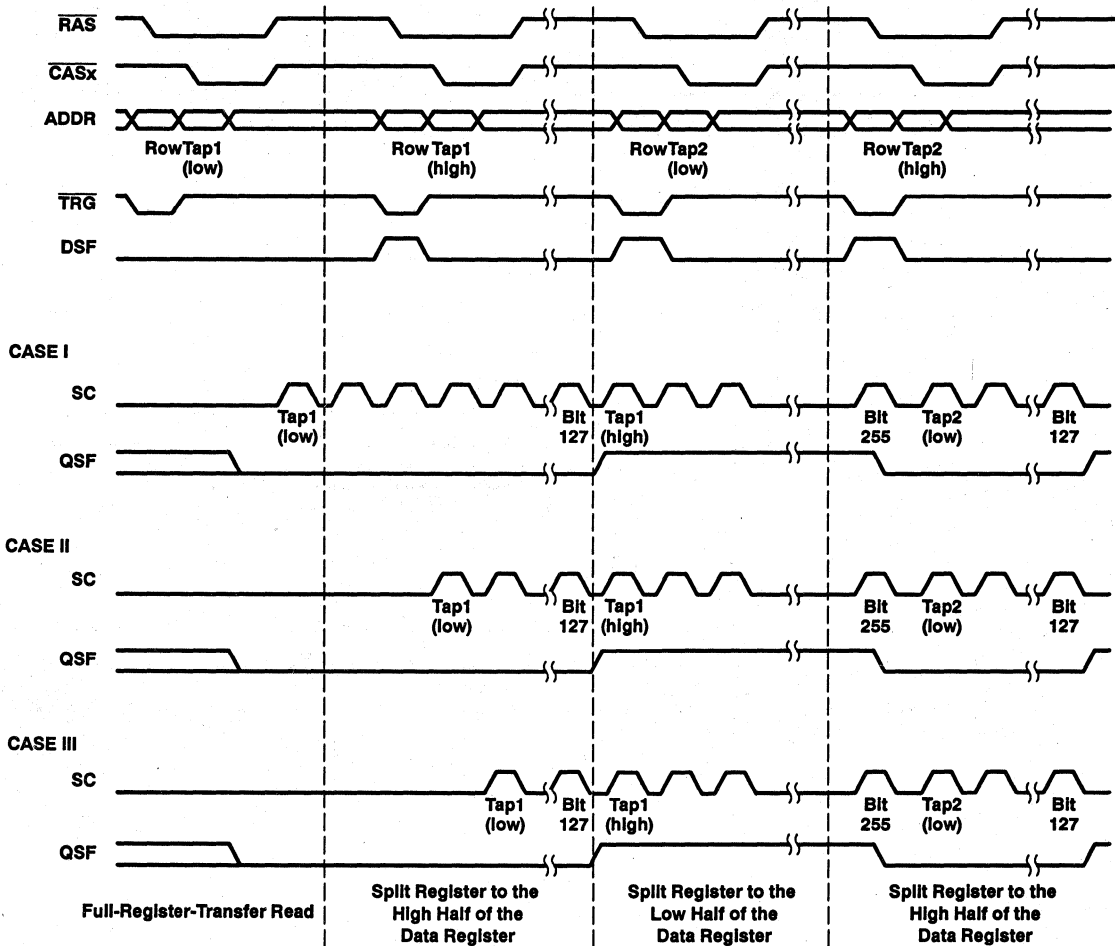 RAS
CASx
ADDR
Row Tap1 (low)
Row Tap1 (high)
Row Tap2 (low)
Row Tap2 (high)
TRG
DSF
CASE I
SC
Tap1 (low)
Bit 127
Tap1 (high)
Bit 255
Tap2 (low)
Bit 127
QSF
CASE II
SC
Tap1 (low)
Bit 127
Tap1 (high)
Bit 255
Tap2 (low)
Bit 127
QSF
CASE III
SC
Tap1 (low)
Bit 127
Tap1 (high)
Bit 255
Tap2 (low)
Bit 127
QSF
Full-Register-Transfer Read
Split Register to the
High Half of the
Data Register
Split Register to the
Low Half of the
Data Register
Split Register to the
High Half of the
Data Register